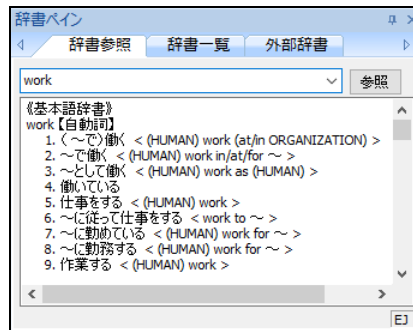 辞書ペイン
辞書参照 辞書一覧 外部辞書
work 参照
《基本語辞書》
work【自動詞】
1. (～で)働く < (HUMAN) work (at/in ORGANIZATION) >
2. ～で働く < (HUMAN) work in/at/for ～ >
3. ～として働く < (HUMAN) work as (HUMAN) >
4. 働いている
5. 仕事をする < (HUMAN) work >
6. ～に従って仕事をする < work to ～ >
7. ～に勤めている < (HUMAN) work for ～ >
8. ～に勤務する < (HUMAN) work for ～ >
9. 作業する < (HUMAN) work >
EJ